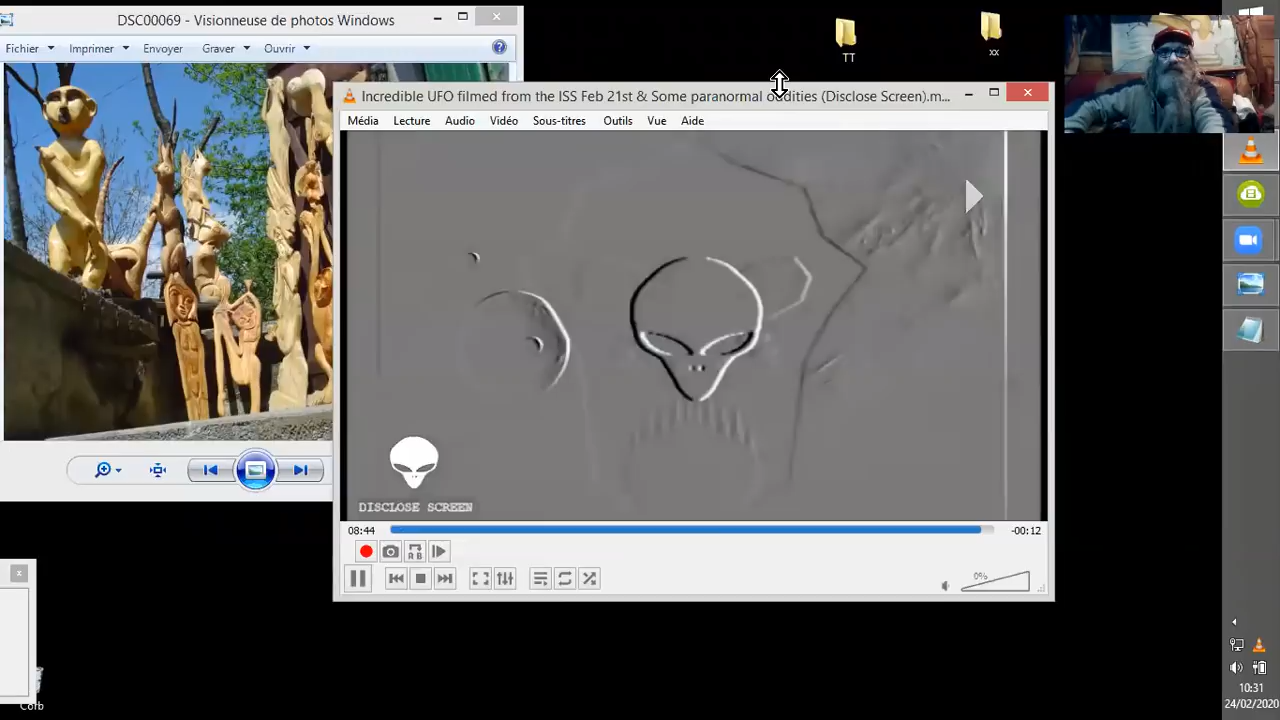 DSC00069 - Visionneuse de photos Windows
Fichier Imprimer Envoyer Graver Ouvrir
TT
xx
Incredible UFO filmed from the ISS Feb 21st & Some paranormal oddities (Disclose Screen).m...
Média Lecture Audio Vidéo Sous-titres Outils Vue Aide
DISCLOSE SCREEN
08:44 -00:12
A B
0%
Corb
10:31
24/02/2020